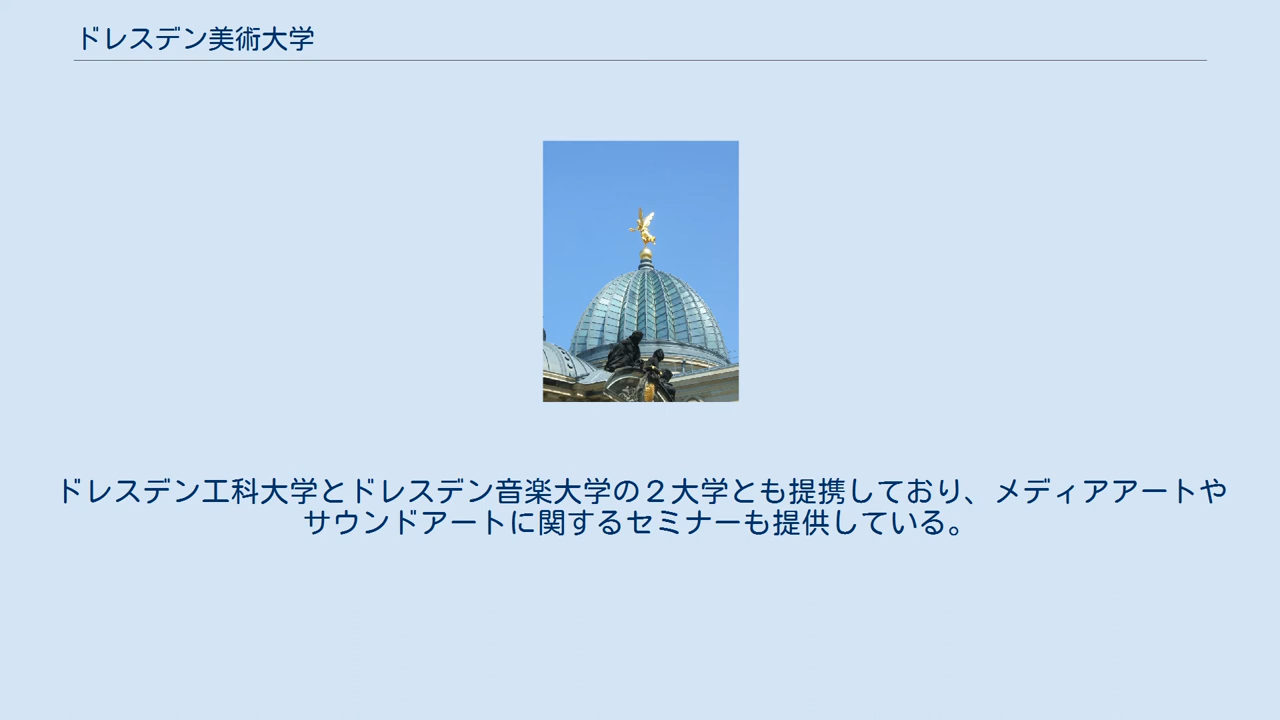 ドレスデン美術大学
ドレスデン工科大学とドレスデン音楽大学の２大学とも提携しており、メディアアートや
サウンドアートに関するセミナーも提供している。